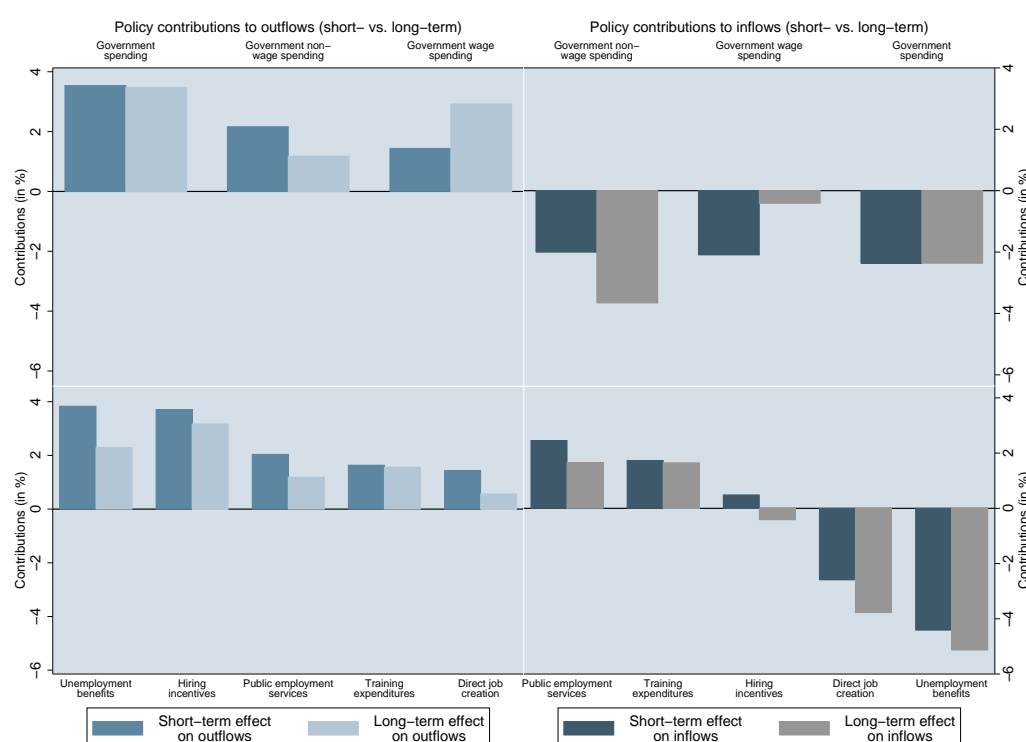 Policy contributions to outflows (short− vs. long−term)
Policy contributions to inflows (short− vs. long−term)
Government
spending
Government non−
wage spending
Government wage
spending
Government non−
wage spending
Government wage
spending
Government
spending
Contributions (in %)
4
2
0
−2
−4
−6
4
2
0
−2
−4
−6
Contributions (in %)
Contributions (in %)
4
2
0
−2
−4
−6
4
2
0
−2
−4
−6
Contributions (in %)
Unemployment
benefits
Hiring
incentives
Public employment
services
Training
expenditures
Direct job
creation
Public employment
services
Training
expenditures
Hiring
incentives
Direct job
creation
Unemployment
benefits
Short−term effect
on outflows
Long−term effect
on outflows
Short−term effect
on inflows
Long−term effect
on inflows